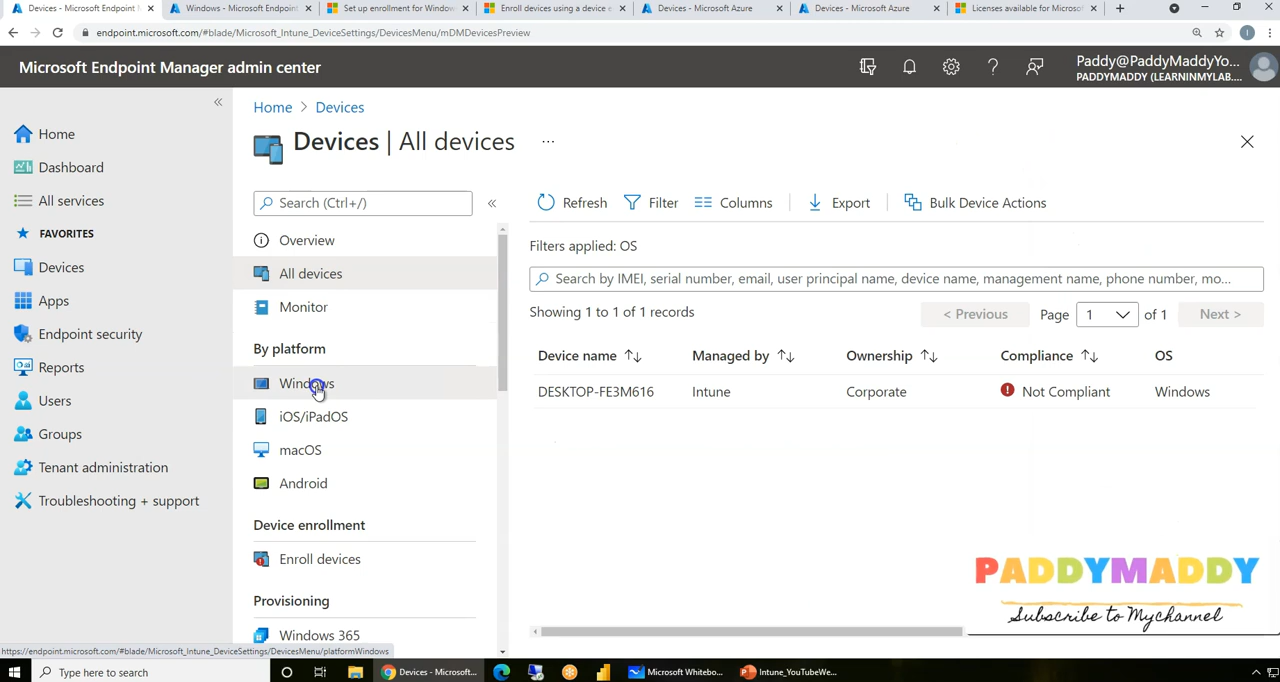 Devices - Microsoft Endpoint M
Windows - Microsoft Endpoint
Set up enrollment for Window
Enroll devices using a device e
Devices - Microsoft Azure
Devices - Microsoft Azure
Licenses available for Microsof
endpoint.microsoft.com/#blade/Microsoft_Intune_DeviceSettings/DevicesMenu/mDMDevicesPreview
Microsoft Endpoint Manager admin center
Paddy@PaddyMaddyYo...
PADDYMADDY (LEARNINMYLAB....
Home
Dashboard
All services
FAVORITES
Devices
Apps
Endpoint security
Reports
Users
Groups
Tenant administration
Troubleshooting + support
Home > Devices
Devices | All devices
...
Search (Ctrl+/)
Overview
All devices
Monitor
By platform
Windows
iOS/iPadOS
macOS
Android
Device enrollment
Enroll devices
Provisioning
Windows 365
Refresh
Filter
Columns
Export
Bulk Device Actions
Filters applied: OS
Search by IMEI, serial number, email, user principal name, device name, management name, phone number, mo...
Showing 1 to 1 of 1 records
< Previous
Page 1 of 1
Next >
Device name Managed by Ownership Compliance OS
DESKTOP-FE3M616 Intune Corporate Not Compliant Windows
PADDYMADDY
Subscribe to Mychannel
https://endpoint.microsoft.com/#blade/Microsoft_Intune_DeviceSettings/DevicesMenu/platformWindows
Type here to search
Devices - Microsoft...
Microsoft Whitebo...
Intune_YouTubeWe...